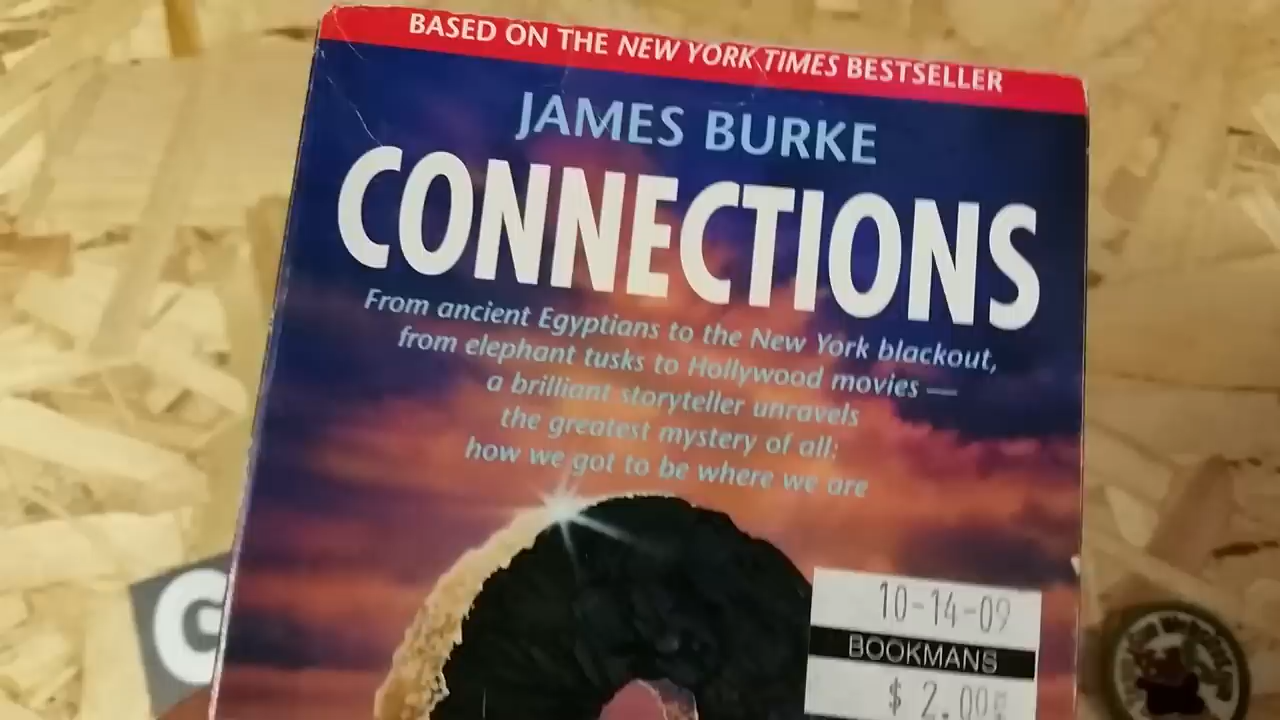 BASED ON THE NEW YORK TIMES BESTSELLER
JAMES BURKE
CONNECTIONS
From ancient Egyptians to the New York blackout,
from elephant tusks to Hollywood movies —
a brilliant storyteller unravels
the greatest mystery of all:
how we got to be where we are
10-14-09
BOOKMANS
$ 2.00
G